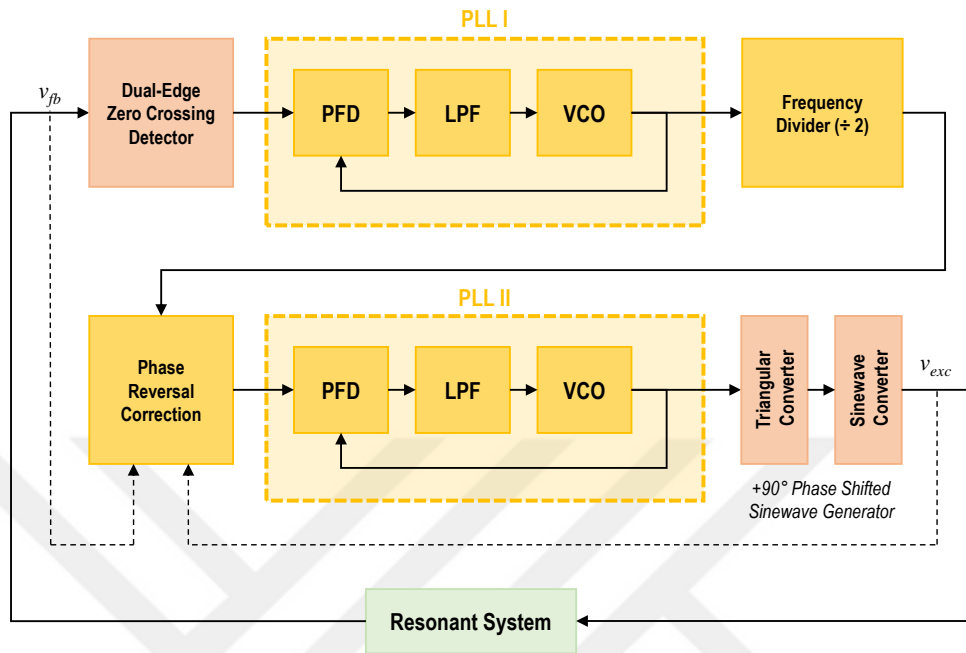 PLL I
v_fb
Dual-Edge
Zero Crossing
Detector
PFD
LPF
VCO
Frequency
Divider (÷ 2)
PLL II
Phase
Reversal
Correction
PFD
LPF
VCO
Triangular
Converter
Sinewave
Converter
v_exc
+90° Phase Shifted
Sinewave Generator
Resonant System